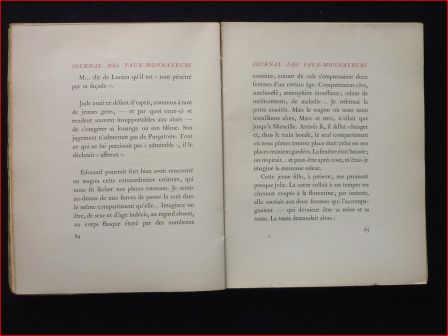 JOURNAL DES FAUX-MONNAYEURS
M... dit de Lucien qu'il est « tout pénétré
par sa façade ».
Jude avait ce défaut d'esprit, commun à tant
de jeunes gens, — et par quoi ceux-ci se
rendent souvent insupportables aux aînés —
de s'exagérer sa louange ou son blâme. Son
jugement n'admettait pas de Purgatoire. Tout
ce qui ne lui paraissait pas « admirable », il le
déclarait « affreux ».
Edouard pourrait fort bien avoir rencontré
en wagon cette extraordinaire créature, qui
nous fit lâcher nos places retenues. Je sentis
au-dessus de mes forces de passer la nuit dans
le même compartiment qu'elle... Imaginez un
être, de sexe et d'âge indécis, au regard absent,
au corps flasque étayé par de nombreux
64
JOURNAL DES FAUX-MONNAYEURS
coussins ; autour de cela s'empressaient deux
femmes d'un certain âge. Compartiment clos,
surchauffé ; atmosphère étouffante ; odeur de
médicaments, de maladie... Je refermai la
porte aussitôt. Mais le wagon où nous nous
installâmes alors, Marc et moi, n'allait que
jusqu'à Marseille. Arrivés là, il fallut changer
et, dans le train bondé, le seul compartiment
où nous pûmes trouver place était celui où nos
places restaient gardées. La fenêtre était baissée ;
on respirait... et peut-être après tout, m'étais-je
imaginé la mauvaise odeur.
Cette jeune fille, à présent, me paraissait
presque jolie. La sueur collait à ses tempes ses
cheveux coupés à la florentine ; par instants,
elle souriait aux deux femmes qui l'accompa-
gnaient — qui devaient être sa mère et sa
tante. La tante demandait alors :
65